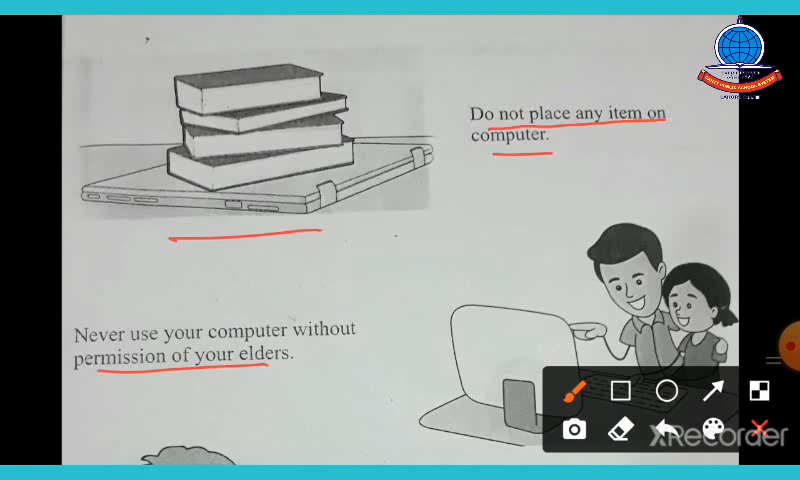 Do not place any item on
computer.
Never use your computer without
permission of your elders.
XRecorder